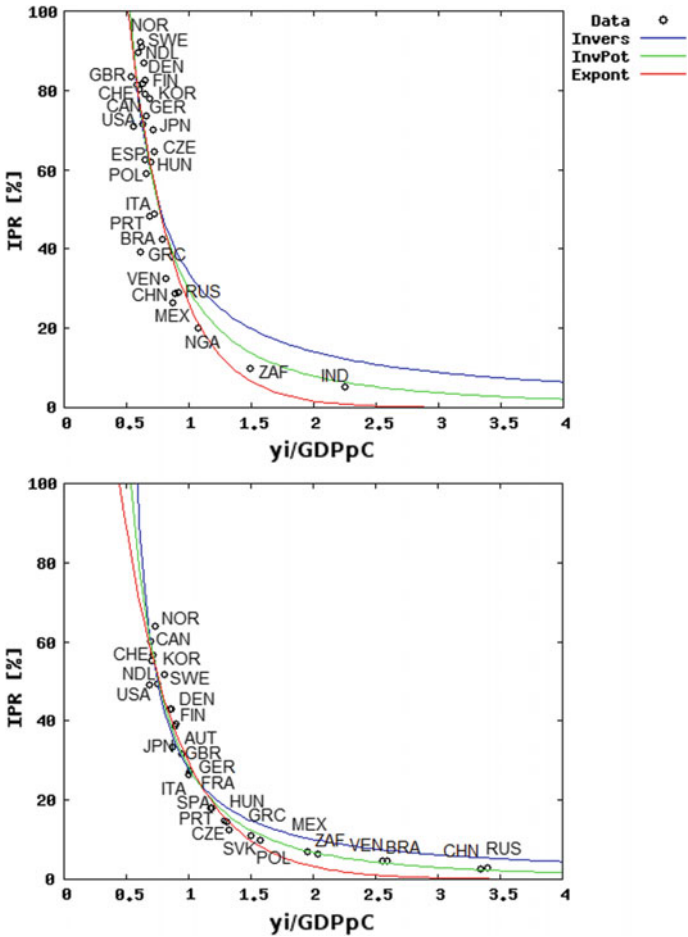 Data
Invers
InvPot
Expont
100
80
60
40
20
0
IPR [%]
NOR
SWE
NDL
DEN
GBR
FIN
CHE
KOR
CAN
GER
USA
JPN
CZE
ESP
HUN
POL
ITA
PRT
BRA
GRC
VEN
CHN
RUS
MEX
NGA
ZAF
IND
0 0.5 1 1.5 2 2.5 3 3.5 4
yi/GDPpC
100
80
60
40
20
0
IPR [%]
NOR
CAN
CHE
KOR
NDL
SWE
USA
DEN
FIN
AUT
JPN
GBR
GER
ITA
FRA
SPA
HUN
PRT
GRC
MEX
CZE
SVK
POL
ZAF
VEN
BRA
CHN
RUS
0 0.5 1 1.5 2 2.5 3 3.5 4
yi/GDPpC